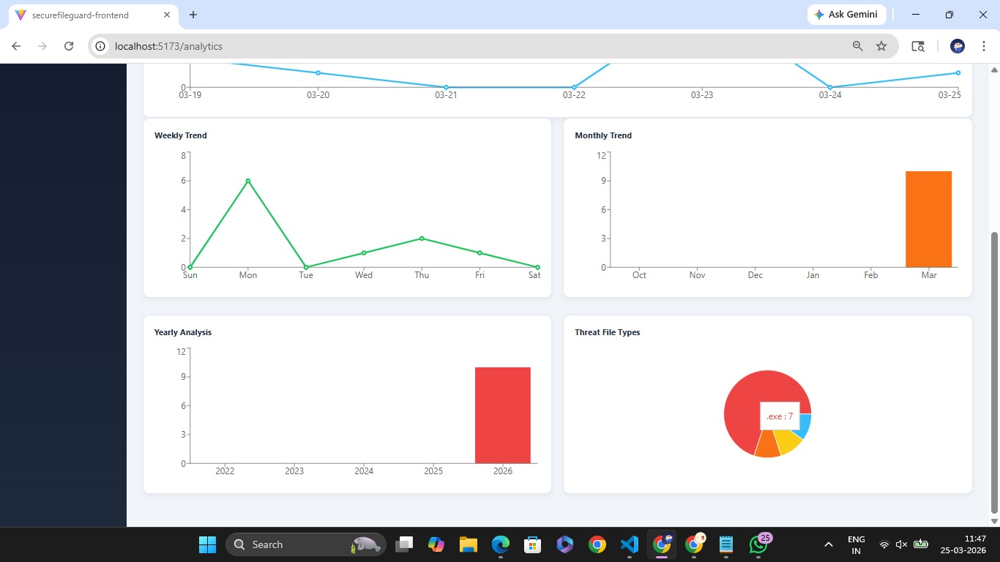 securefileguard-frontend
Ask Gemini
localhost:5173/analytics
0
03-19 03-20 03-21 03-22 03-23 03-24 03-25
Weekly Trend
8
6
4
2
0
Sun Mon Tue Wed Thu Fri Sat
Monthly Trend
12
9
6
3
0
Oct Nov Dec Jan Feb Mar
Yearly Analysis
12
9
6
3
0
2022 2023 2024 2025 2026
Threat File Types
.exe : 7
Search
25
ENG
IN
11:47
25-03-2026